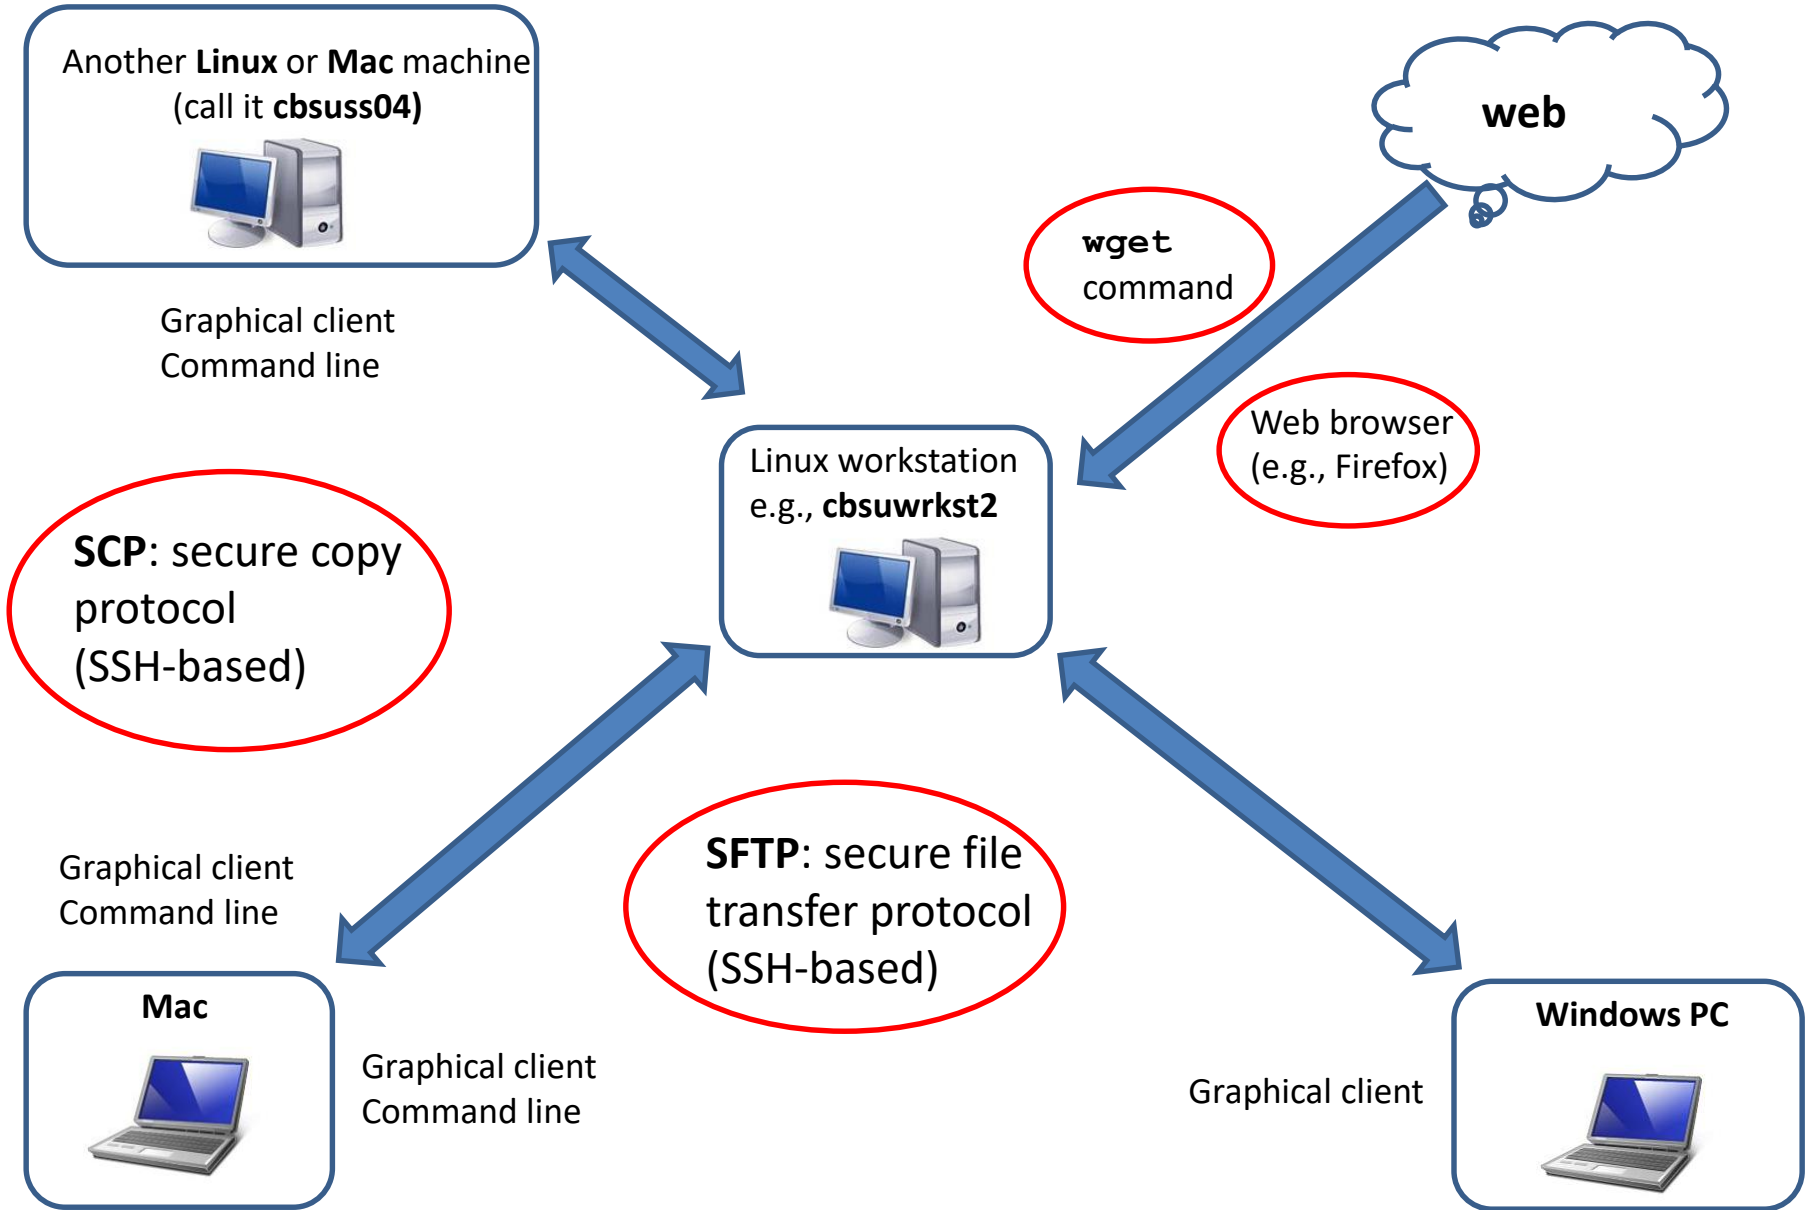 Another Linux or Mac machine
(call it cbsuss04)
Graphical client
Command line
web
wget
command
Web browser
(e.g., Firefox)
Linux workstation
e.g., cbsuwrkst2
SCP: secure copy
protocol
(SSH-based)
SFTP: secure file
transfer protocol
(SSH-based)
Graphical client
Command line
Mac
Graphical client
Command line
Graphical client
Windows PC